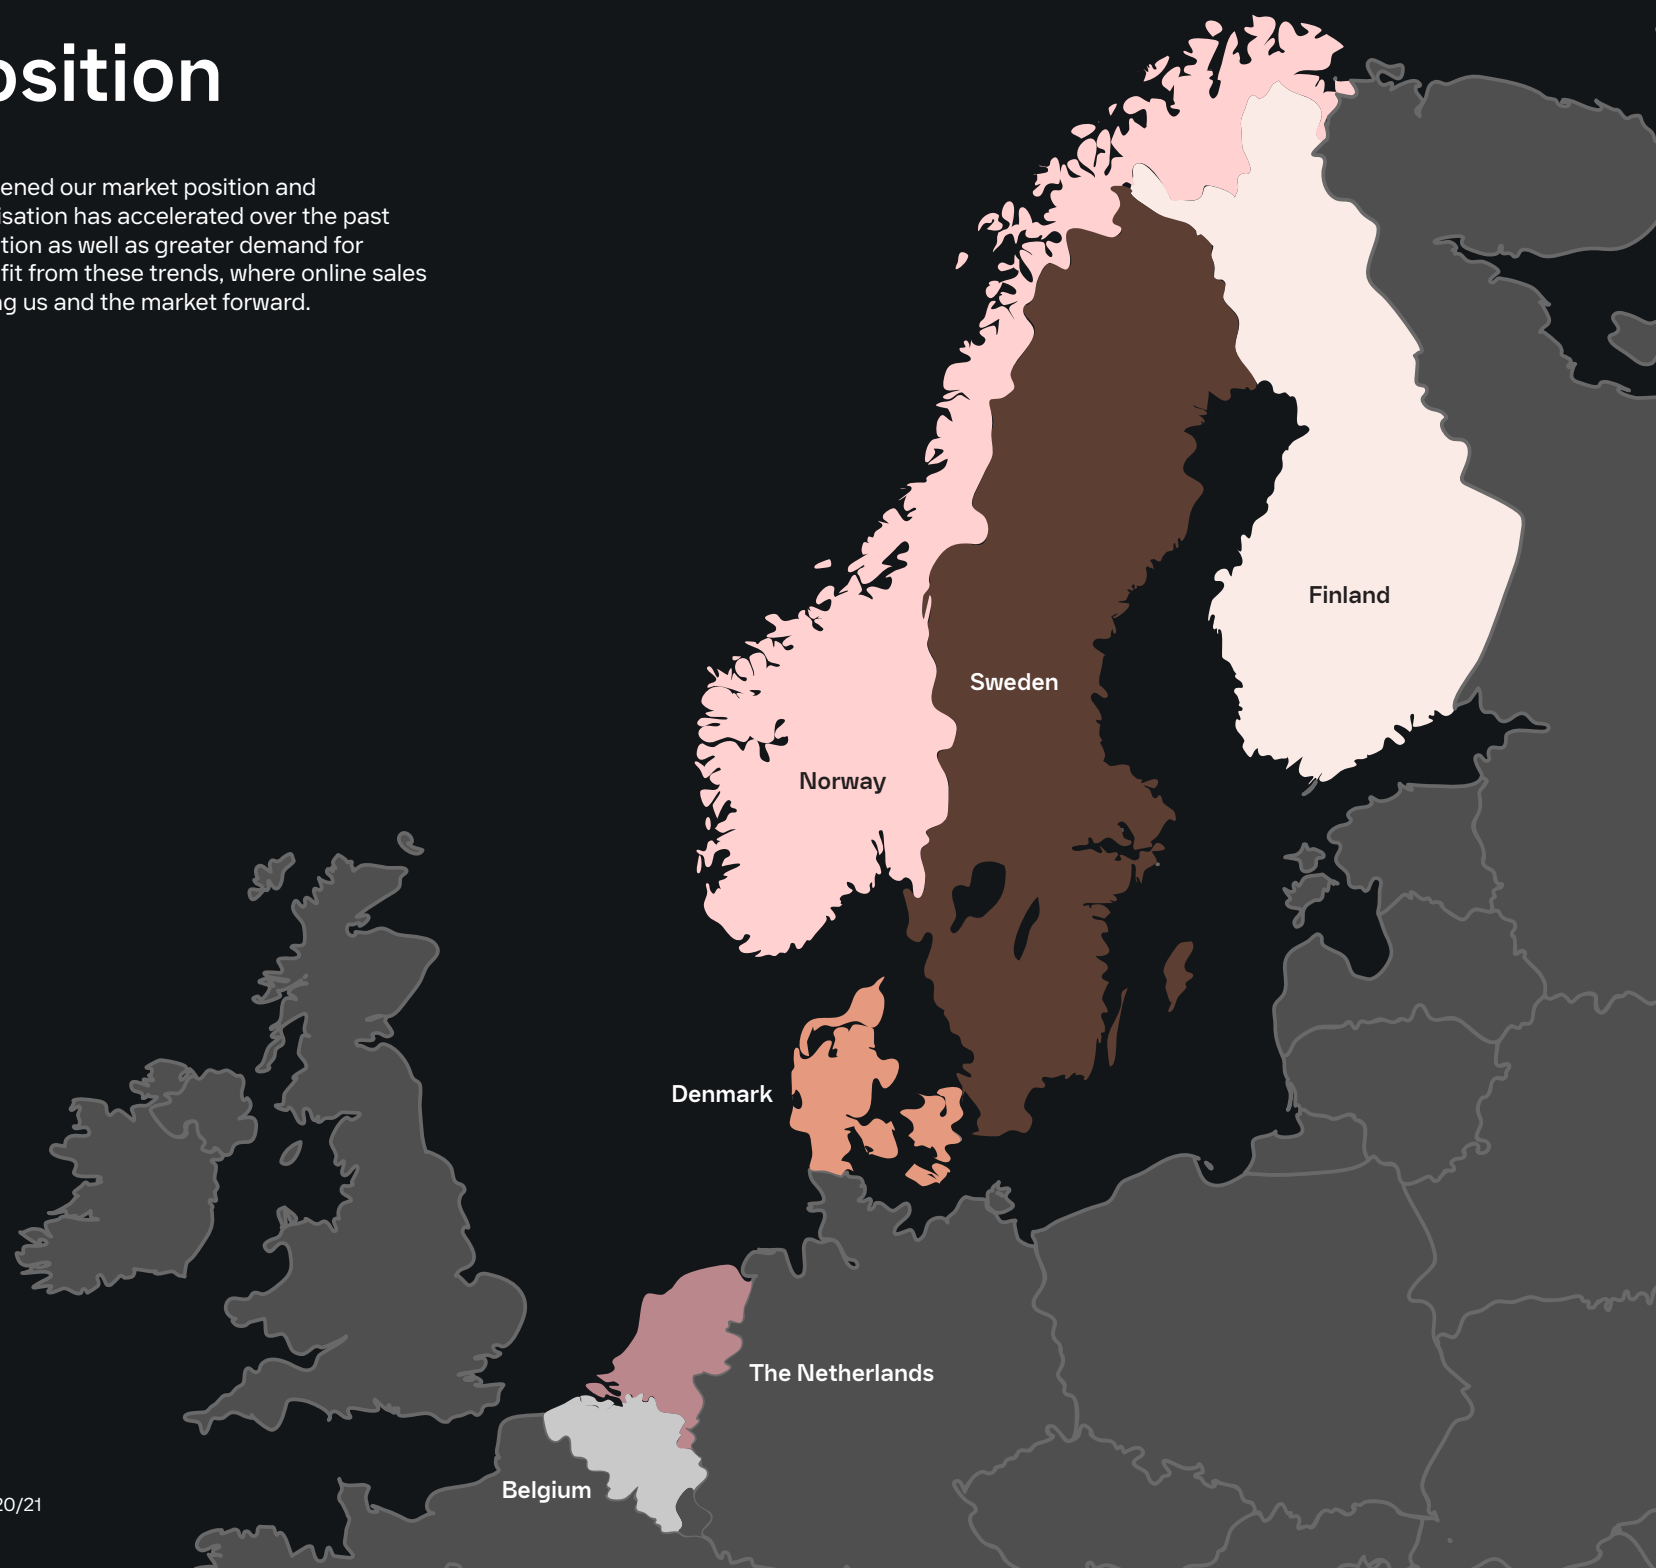 osition
ened our market position and
isation has accelerated over the past
tion as well as greater demand for
fit from these trends, where online sales
ng us and the market forward.
Finland
Sweden
Norway
Denmark
The Netherlands
Belgium
20/21